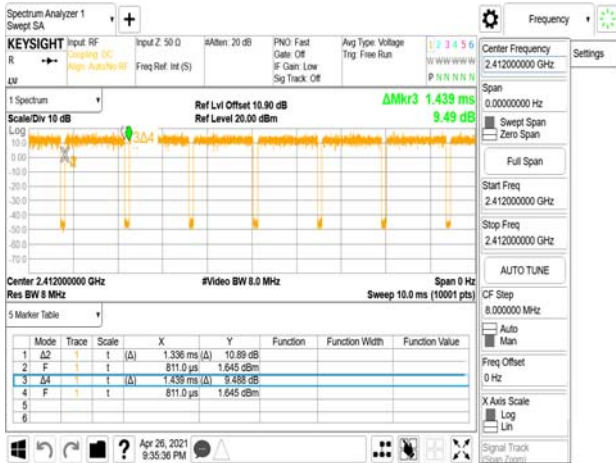 Spectrum Analyzer 1
Swept SA
Frequency
KEYSIGHT
R
Input: RF
Coupling: DC
Align: Auto/No RF
Input Z: 50 Ω
Freq Ref: Int (S)
#Atten: 20 dB
PNO: Fast
Gate: Off
IF Gain: Low
Sig Track: Off
Avg Type: Voltage
Trig: Free Run
1 2 3 4 5 6
W W W W W W
P N N N N N
Center Frequency
2.412000000 GHz
Settings
1 Spectrum
Scale/Div 10 dB
Ref Lvl Offset 10.90 dB
Ref Level 20.00 dBm
ΔMkr3 1.439 ms
9.49 dB
Span
0.00000000 Hz
Swept Span
Zero Span
Full Span
Log
10.0
0.00
-10.0
-20.0
-30.0
-40.0
-50.0
-60.0
-70.0
3Δ4
Start Freq
2.412000000 GHz
Stop Freq
2.412000000 GHz
AUTO TUNE
Center 2.412000000 GHz
Res BW 8 MHz
#Video BW 8.0 MHz
Span 0 Hz
Sweep 10.0 ms (10001 pts)
CF Step
8.000000 MHz
Auto
Man
5 Marker Table
Mode Trace Scale X Y Function Function Width Function Value
1 Δ2 1 t (Δ) 1.336 ms (Δ) 10.89 dB
2 F 1 t 811.0 µs 1.645 dBm
3 Δ4 1 t (Δ) 1.439 ms (Δ) 9.488 dB
4 F 1 t 811.0 µs 1.645 dBm
5
6
Freq Offset
0 Hz
X Axis Scale
Log
Lin
Signal Track
(Span Zoom)
?
Apr 26, 2021
9:35:36 PM